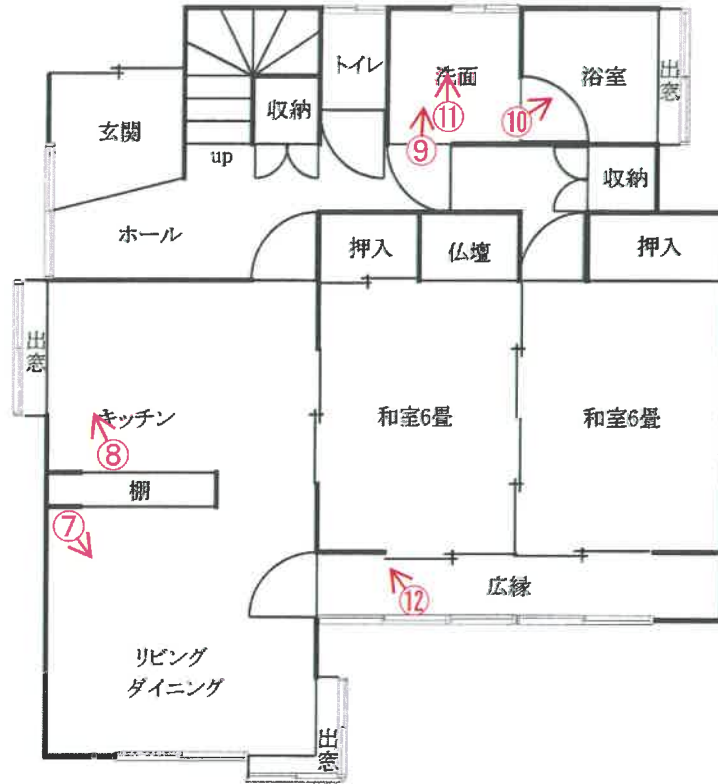 トイレ
洗面
浴室
出窓
玄関
収納
⑪
⑩
⑨
up
収納
ホール
押入
仏壇
押入
出窓
キッチン
和室6畳
和室6畳
⑧
棚
⑦
広縁
⑫
リビング
ダイニング
出窓